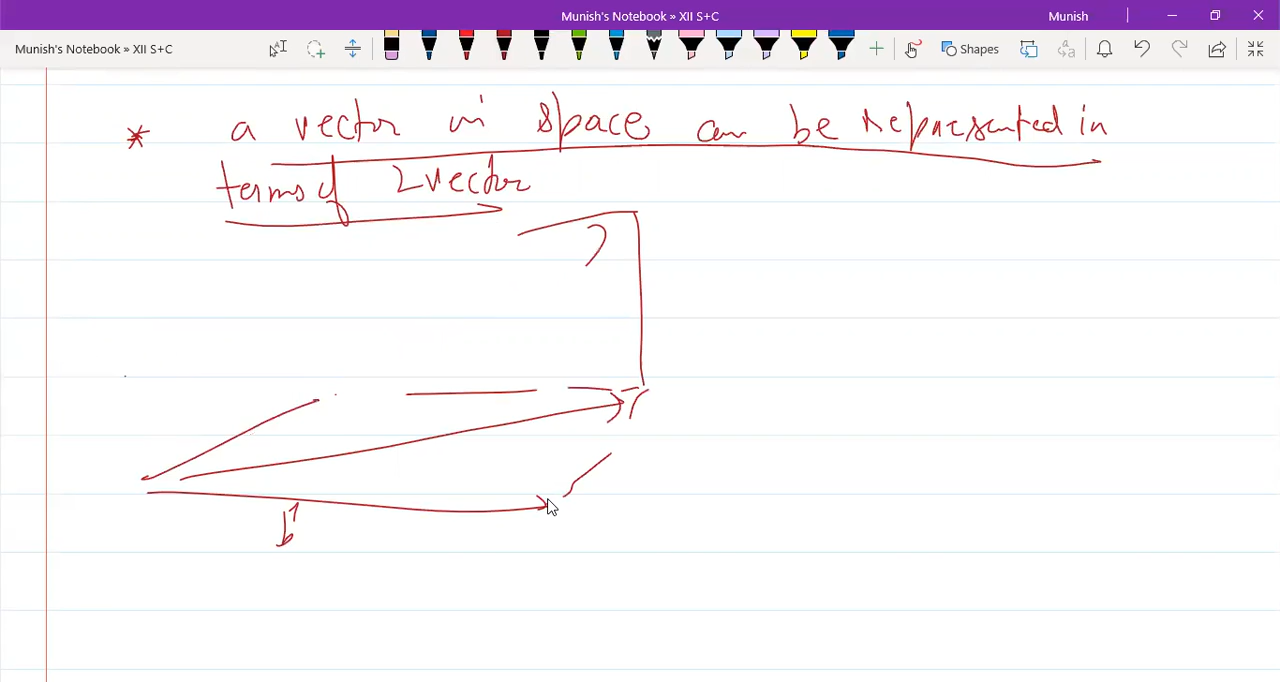 Munish's Notebook » XII S+C
Munish
Munish's Notebook » XII S+C
Shapes
* a vector in space can be represented in
terms of 2 vector
r
b